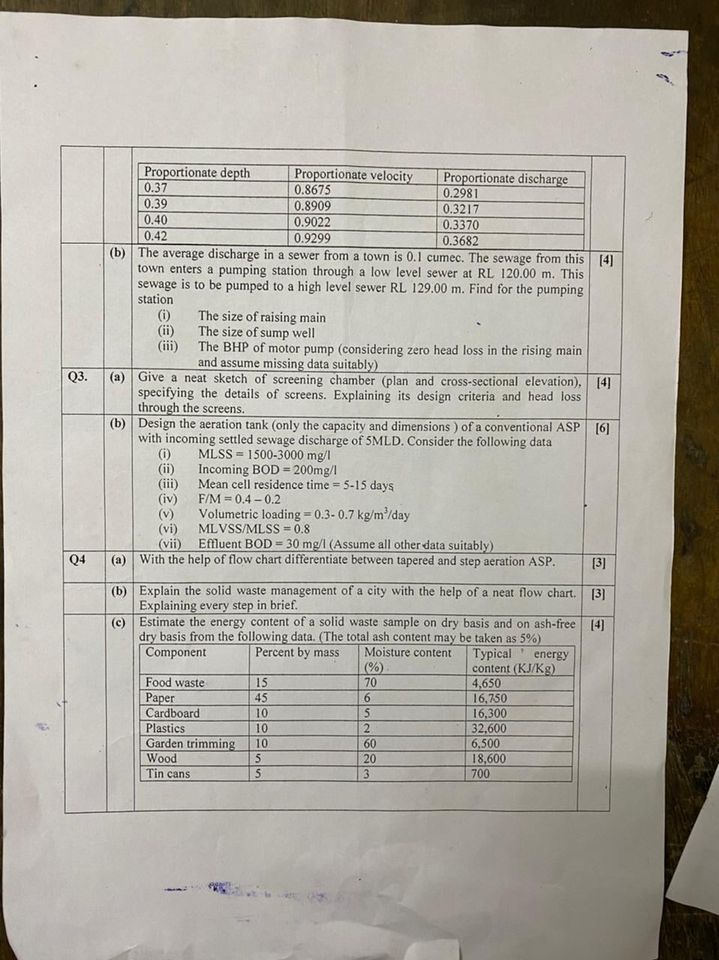 Proportionate depth Proportionate velocity Proportionate discharge
0.37 0.8675 0.2981
0.39 0.8909 0.3217
0.40 0.9022 0.3370
0.42 0.9299 0.3682
(b) The average discharge in a sewer from a town is 0.1 cumec. The sewage from this [4]
town enters a pumping station through a low level sewer at RL 120.00 m. This
sewage is to be pumped to a high level sewer RL 129.00 m. Find for the pumping
station
(i) The size of raising main
(ii) The size of sump well
(iii) The BHP of motor pump (considering zero head loss in the rising main
and assume missing data suitably)
Q3. (a) Give a neat sketch of screening chamber (plan and cross-sectional elevation), [4]
specifying the details of screens. Explaining its design criteria and head loss
through the screens.
(b) Design the aeration tank (only the capacity and dimensions ) of a conventional ASP [6]
with incoming settled sewage discharge of 5MLD. Consider the following data
(i) MLSS = 1500-3000 mg/l
(ii) Incoming BOD = 200mg/l
(iii) Mean cell residence time = 5-15 days
(iv) F/M = 0.4 – 0.2
(v) Volumetric loading = 0.3- 0.7 kg/m³/day
(vi) MLVSS/MLSS = 0.8
(vii) Effluent BOD = 30 mg/l (Assume all other data suitably)
Q4 (a) With the help of flow chart differentiate between tapered and step aeration ASP. [3]
(b) Explain the solid waste management of a city with the help of a neat flow chart. [3]
Explaining every step in brief.
(c) Estimate the energy content of a solid waste sample on dry basis and on ash-free [4]
dry basis from the following data. (The total ash content may be taken as 5%)
Component Percent by mass Moisture content Typical energy
(%) content (KJ/Kg)
Food waste 15 70 4,650
Paper 45 6 16,750
Cardboard 10 5 16,300
Plastics 10 2 32,600
Garden trimming 10 60 6,500
Wood 5 20 18,600
Tin cans 5 3 700